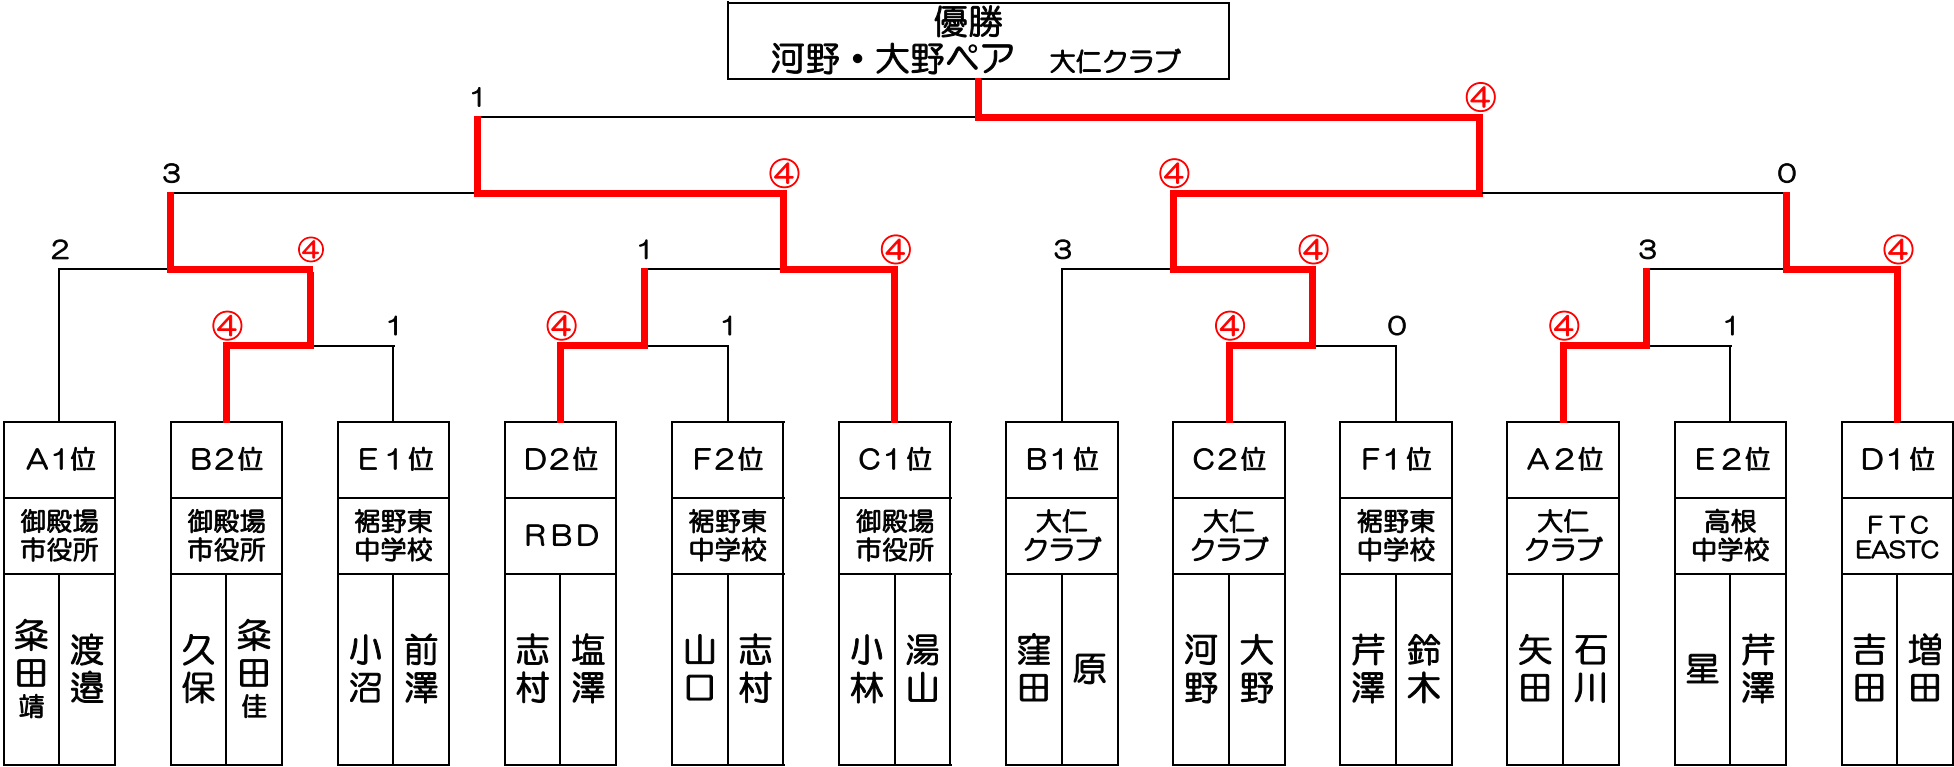 優勝
河野・大野ペア 大仁クラブ
1 ④
3 ④ ④ 0
2 ④ 1 ④ 3 ④ 3 ④
④ 1 ④ 1 ④ 0 ④ 1
A1位 B2位 E1位 D2位 F2位 C1位 B1位 C2位 F1位 A2位 E2位 D1位
御殿場 御殿場 裾野東 RBD 裾野東 御殿場 大仁 大仁 裾野東 大仁 高根 FTC
市役所 市役所 中学校 中学校 市役所 クラブ クラブ 中学校 クラブ 中学校 EASTC
粂田靖 渡邉 久保 粂田佳 小沼 前澤 志村 塩澤 山口 志村 小林 湯山 窪田 原 河野 大野 芹澤 鈴木 矢田 石川 星 芹澤 吉田 増田